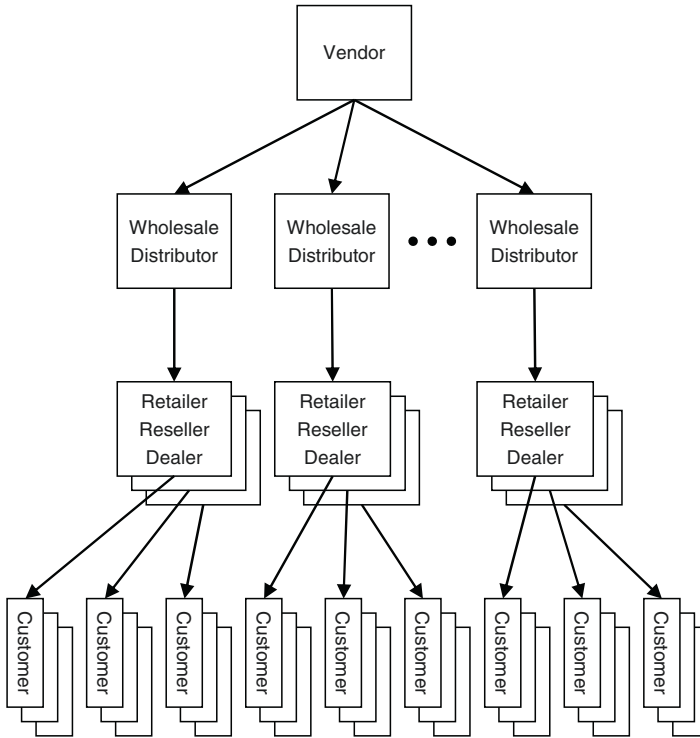 Vendor
Wholesale
Distributor
Wholesale
Distributor
Wholesale
Distributor
Retailer
Reseller
Dealer
Retailer
Reseller
Dealer
Retailer
Reseller
Dealer
Customer
Customer
Customer
Customer
Customer
Customer
Customer
Customer
Customer